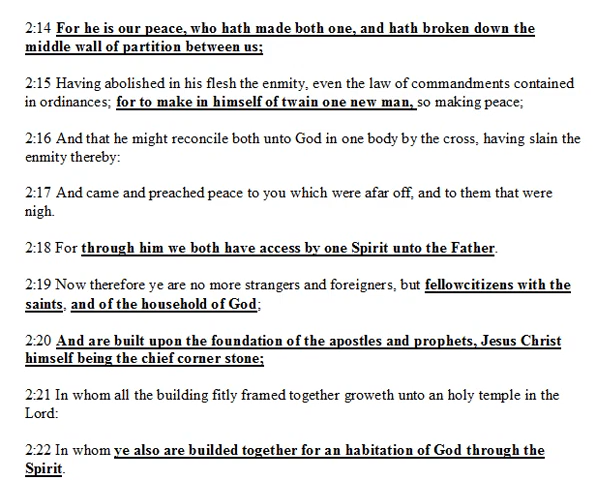 2:14 For he is our peace, who hath made both one, and hath broken down the
middle wall of partition between us;
2:15 Having abolished in his flesh the enmity, even the law of commandments contained
in ordinances; for to make in himself of twain one new man, so making peace;
2:16 And that he might reconcile both unto God in one body by the cross, having slain the
enmity thereby:
2:17 And came and preached peace to you which were afar off, and to them that were
nigh.
2:18 For through him we both have access by one Spirit unto the Father.
2:19 Now therefore ye are no more strangers and foreigners, but fellowcitizens with the
saints, and of the household of God;
2:20 And are built upon the foundation of the apostles and prophets, Jesus Christ
himself being the chief corner stone;
2:21 In whom all the building fitly framed together groweth unto an holy temple in the
Lord:
2:22 In whom ye also are builded together for an habitation of God through the
Spirit.